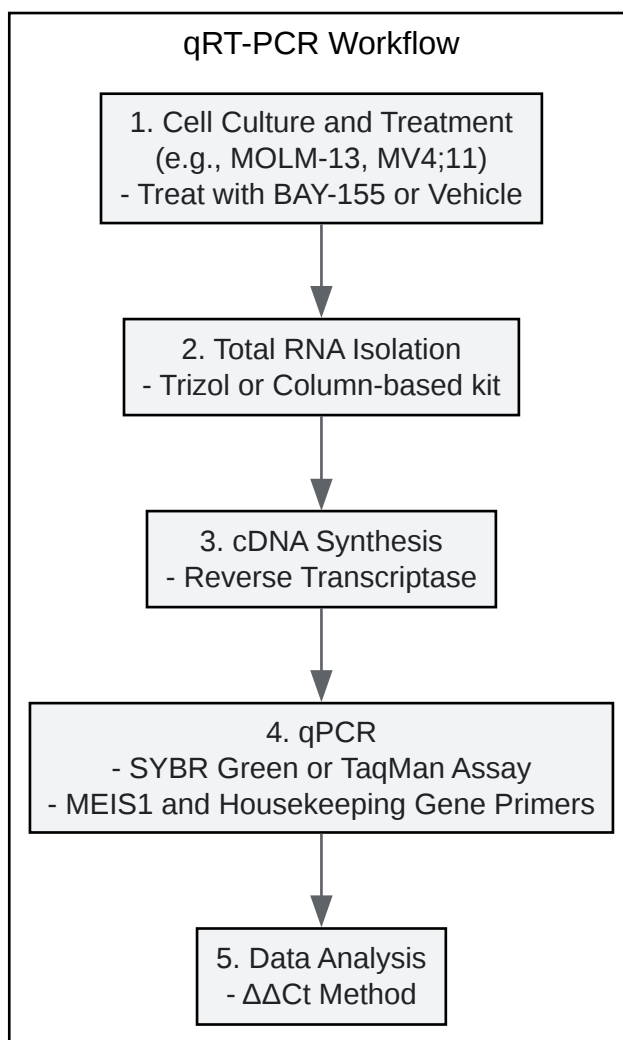 qRT-PCR Workflow
1. Cell Culture and Treatment
(e.g., MOLM-13, MV4;11)
- Treat with BAY-155 or Vehicle
2. Total RNA Isolation
- Trizol or Column-based kit
3. cDNA Synthesis
- Reverse Transcriptase
4. qPCR
- SYBR Green or TaqMan Assay
- MEIS1 and Housekeeping Gene Primers
5. Data Analysis
- ΔΔCt Method